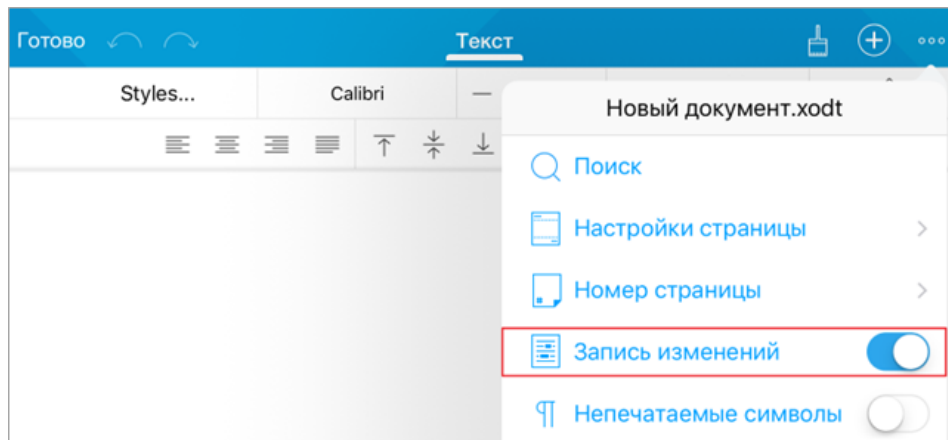 Готово
Текст
Styles...
Calibri
Новый документ.xodt
Поиск
Настройки страницы
Номер страницы
Запись изменений
Непечатаемые символы